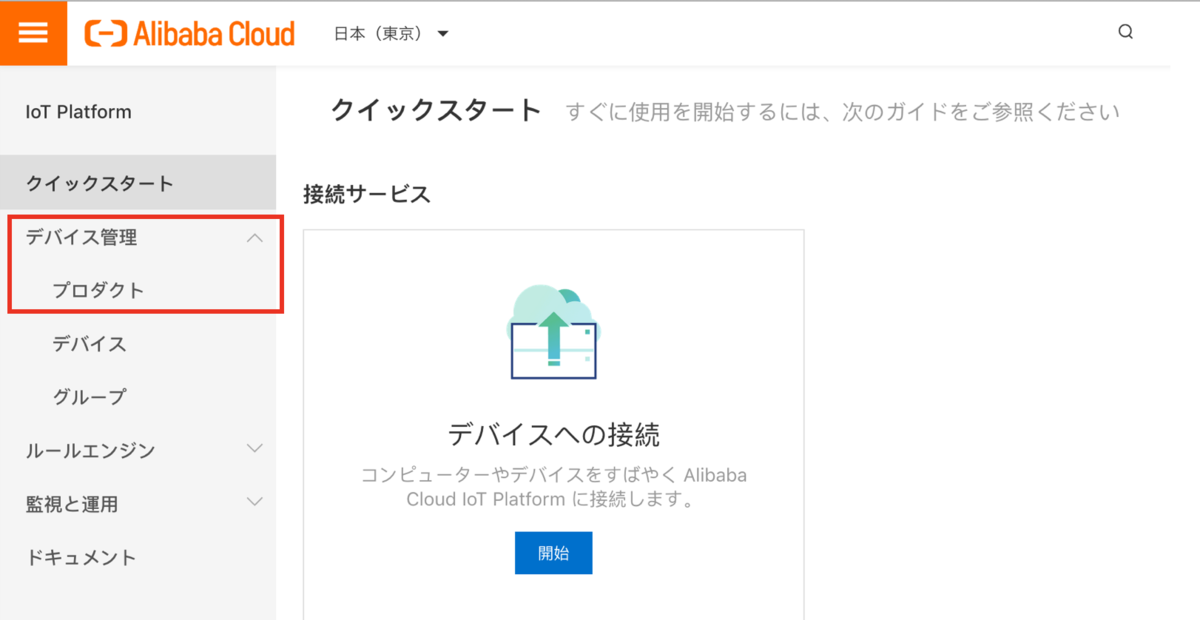 Alibaba Cloud
日本（東京）
IoT Platform
クイックスタート
デバイス管理
プロダクト
デバイス
グループ
ルールエンジン
監視と運用
ドキュメント
クイックスタート すぐに使用を開始するには、次のガイドをご参照ください
接続サービス
デバイスへの接続
コンピューターやデバイスをすばやく Alibaba
Cloud IoT Platform に接続します。
開始